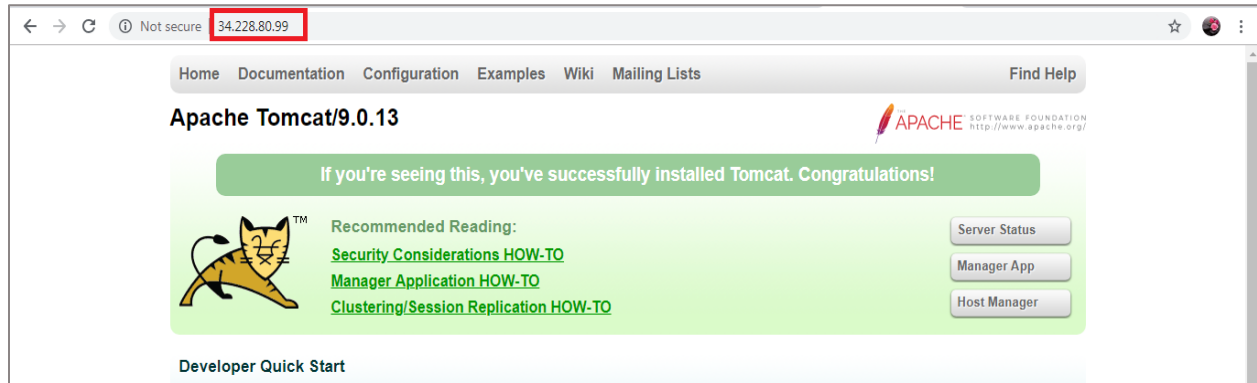 Not secure 34.228.80.99
Home Documentation Configuration Examples Wiki Mailing Lists Find Help
Apache Tomcat/9.0.13
THE
APACHE SOFTWARE FOUNDATION
http://www.apache.org/
If you're seeing this, you've successfully installed Tomcat. Congratulations!
TM
Recommended Reading:
Security Considerations HOW-TO
Manager Application HOW-TO
Clustering/Session Replication HOW-TO
Server Status
Manager App
Host Manager
Developer Quick Start